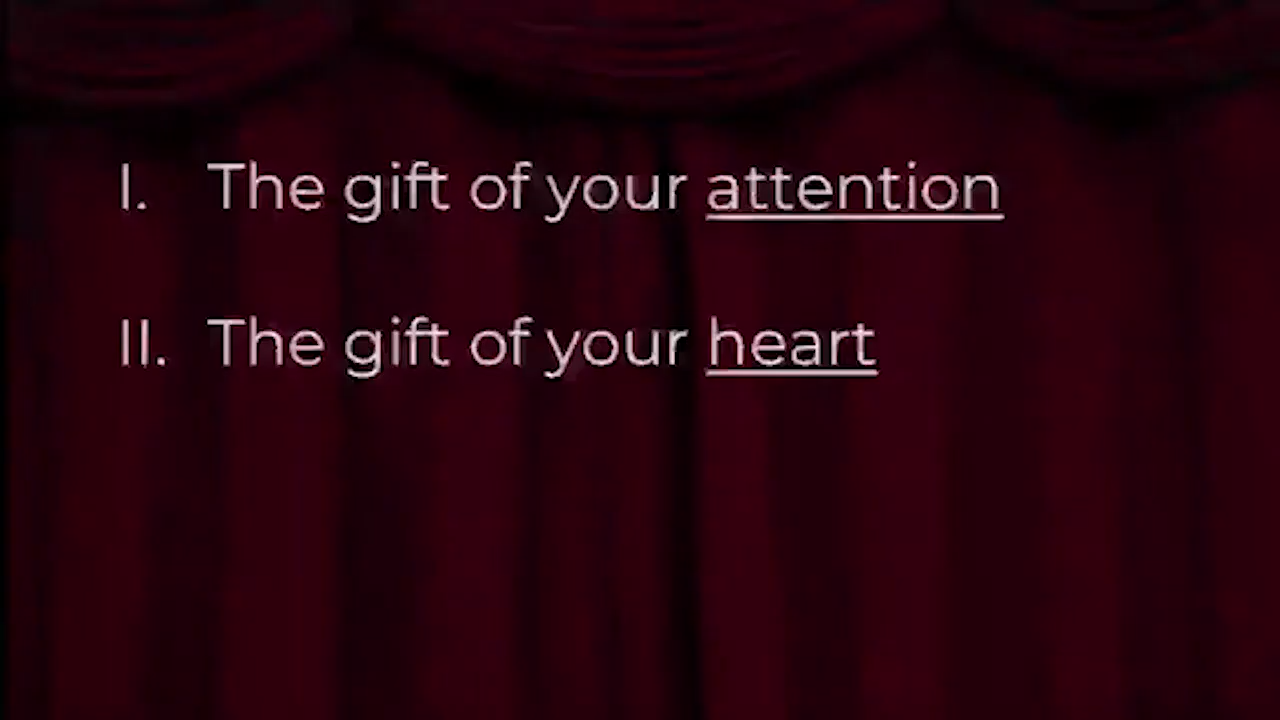 I. The gift of your attention
II. The gift of your heart